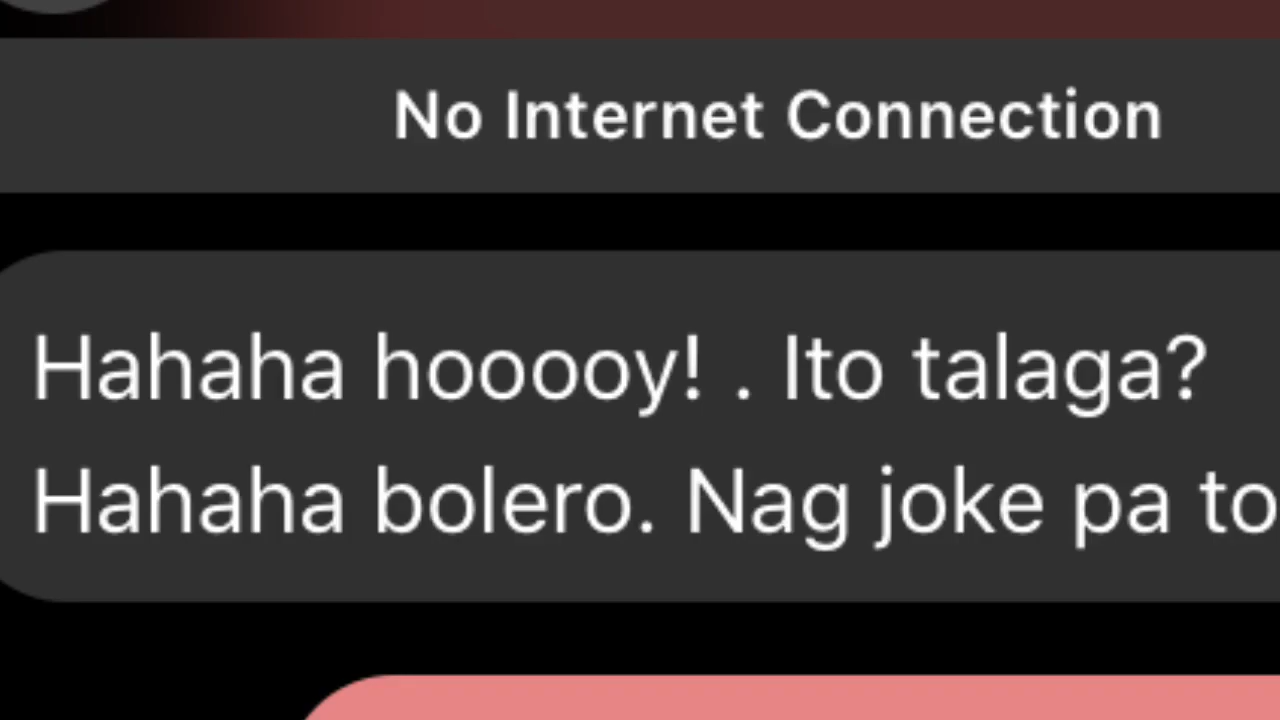 No Internet Connection
Hahaha hooooy! . Ito talaga?
Hahaha bolero. Nag joke pa to